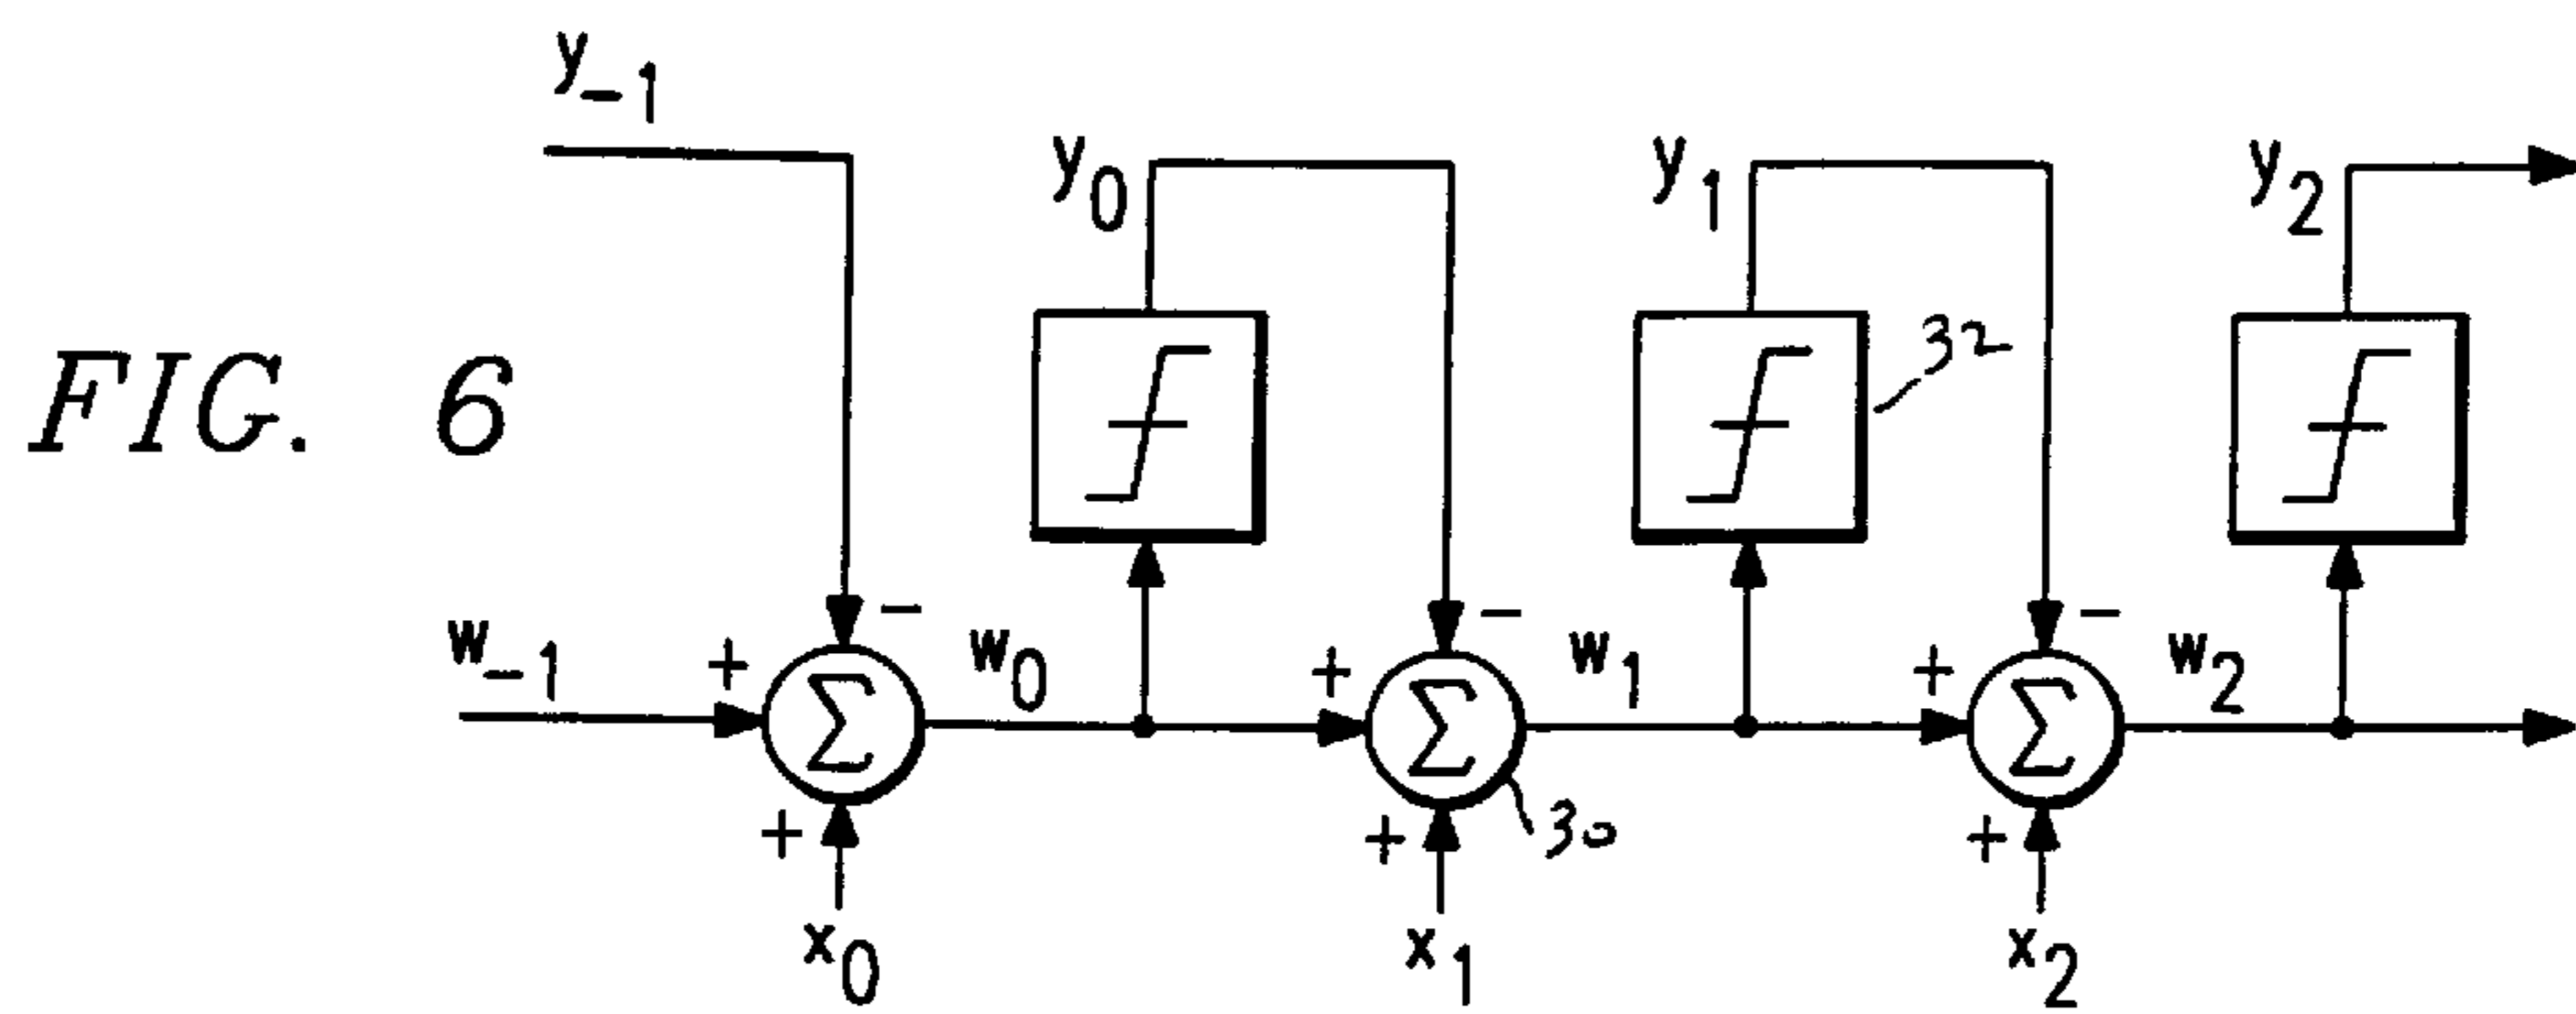 y₋₁
y₀
y₁
y₂
32
FIG. 6
− − −
w₋₁ + w₀ + w₁ + w₂
Σ Σ Σ
+ + 30 +
x₀ x₁ x₂